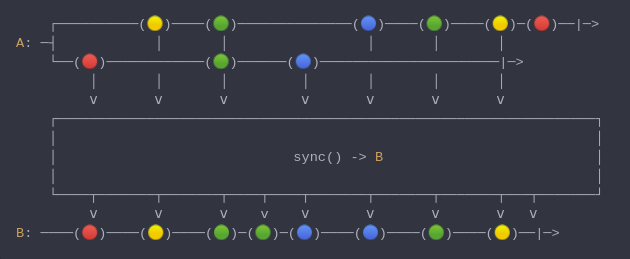 A:
v v v v v v v
sync() -> B
v v v v v v v v v
B: